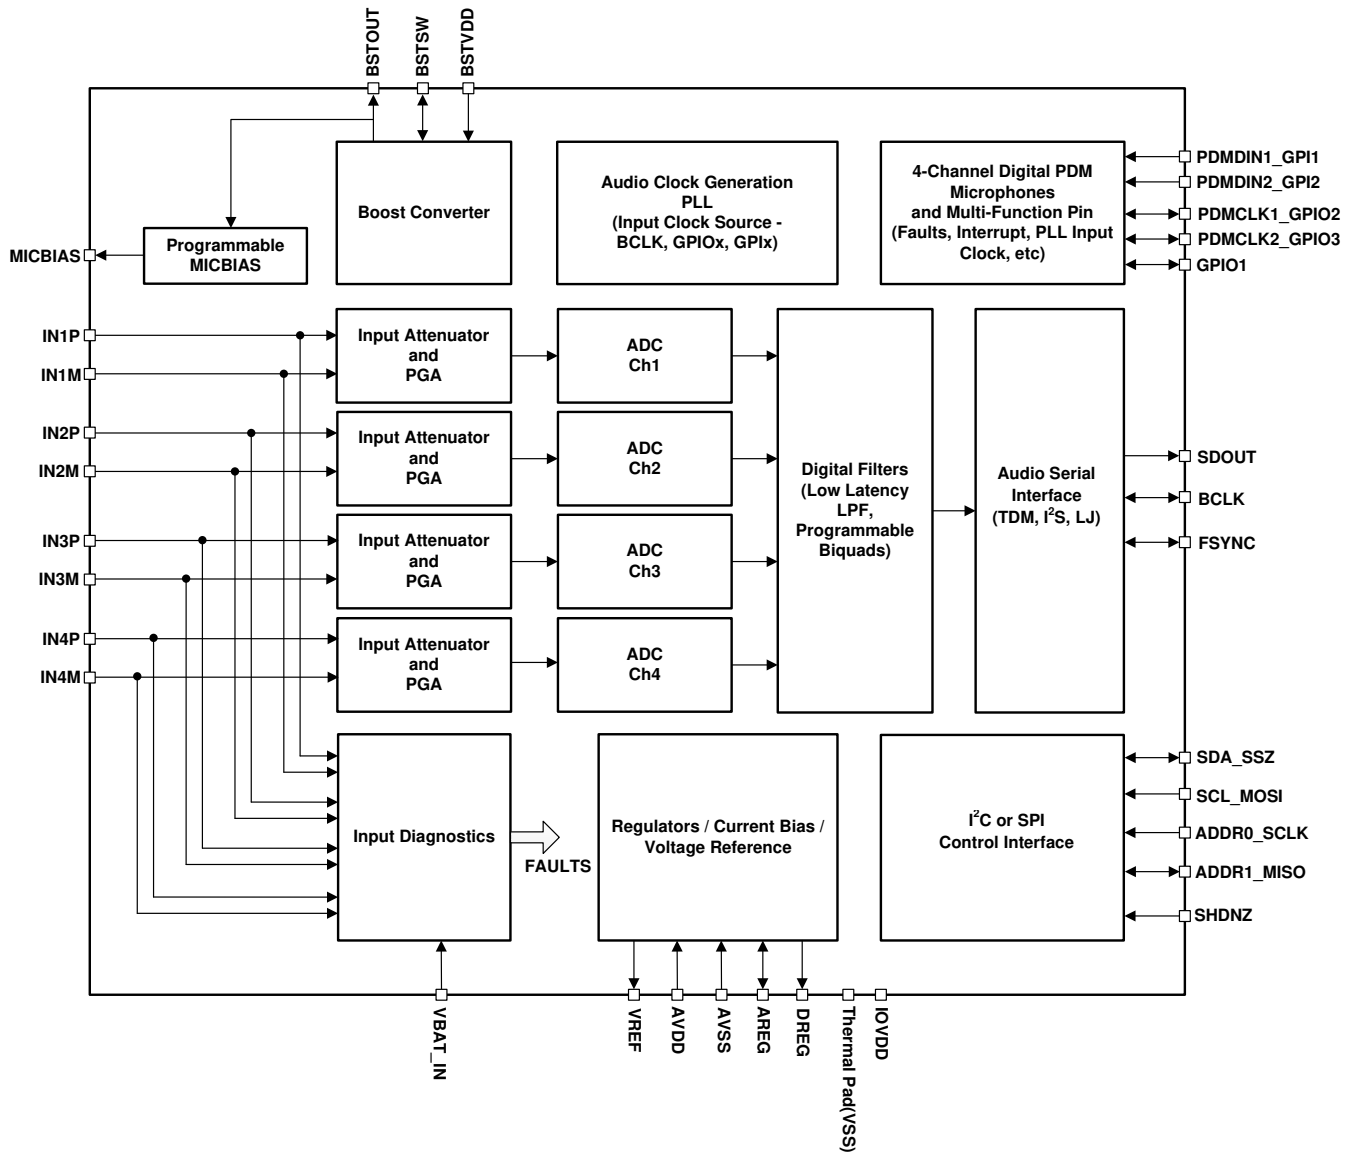 BSTOUT
BSTSW
BSTVDD
Boost Converter
Audio Clock Generation
PLL
(Input Clock Source -
BCLK, GPIOx, GPIx)
4-Channel Digital PDM
Microphones
and Multi-Function Pin
(Faults, Interrupt, PLL Input
Clock, etc)
PDMDIN1_GPI1
PDMDIN2_GPI2
PDMCLK1_GPIO2
PDMCLK2_GPIO3
GPIO1
MICBIAS
Programmable
MICBIAS
IN1P
IN1M
IN2P
IN2M
IN3P
IN3M
IN4P
IN4M
Input Attenuator
and
PGA
ADC
Ch1
Input Attenuator
and
PGA
ADC
Ch2
Input Attenuator
and
PGA
ADC
Ch3
Input Attenuator
and
PGA
ADC
Ch4
Digital Filters
(Low Latency
LPF,
Programmable
Biquads)
Audio Serial
Interface
(TDM, I²S, LJ)
SDOUT
BCLK
FSYNC
Input Diagnostics
FAULTS
Regulators / Current Bias /
Voltage Reference
I²C or SPI
Control Interface
SDA_SSZ
SCL_MOSI
ADDR0_SCLK
ADDR1_MISO
SHDNZ
VBAT_IN
VREF
AVDD
AVSS
AREG
DREG
Thermal Pad(VSS)
IOVDD